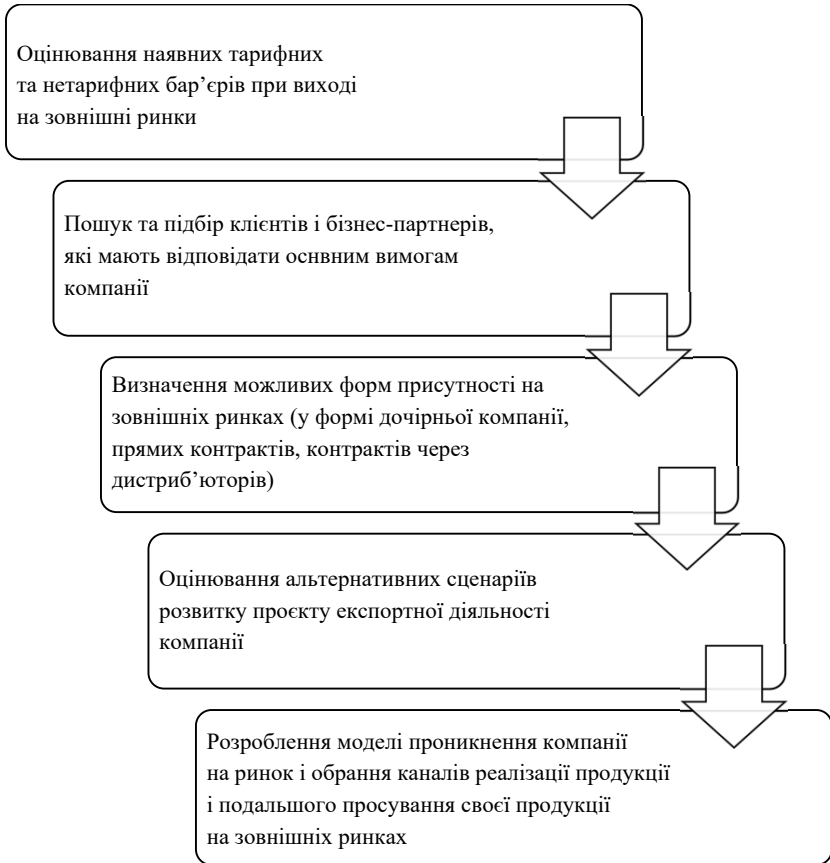 Оцінювання наявних тарифних
та нетарифних бар’єрів при виході
на зовнішні ринки
Пошук та підбір клієнтів і бізнес-партнерів,
які мають відповідати оснвним вимогам
компанії
Визначення можливих форм присутності на
зовнішніх ринках (у формі дочірньої компанії,
прямих контрактів, контрактів через
дистриб’юторів)
Оцінювання альтернативних сценаріїв
розвитку проєкту експортної діяльності
компанії
Розроблення моделі проникнення компанії
на ринок і обрання каналів реалізації продукції
і подальшого просування своєї продукції
на зовнішніх ринках